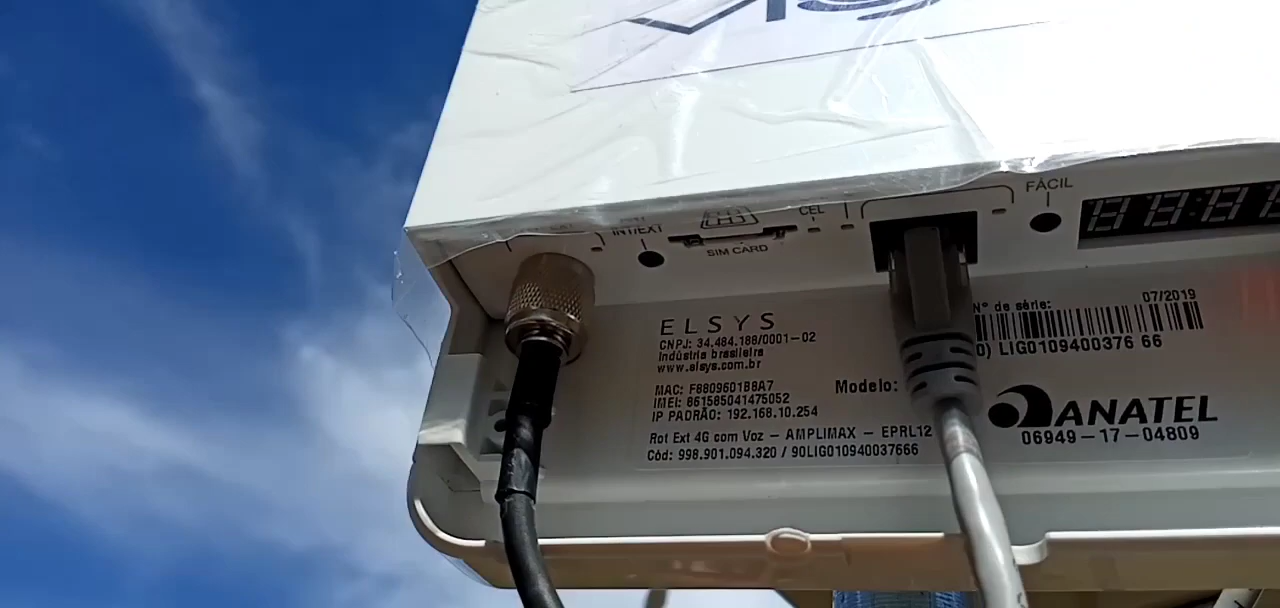 FÁCIL
CEL
INT/EXT
SIM CARD
ELSYS
CNPJ: 34.484.188/0001-02
Indústria brasileira
www.elsys.com.br
MAC: F8809601B8A7
IMEI: 861585041475052
IP PADRÃO: 192.168.10.254
Modelo:
Rot Ext 4G com Voz - AMPLIMAX - EPRL12
Cód: 998.901.094.320 / 90LIG010940037666
Nº de série:
07/2019
0) LIG0109400376 66
ANATEL
06949-17-04809